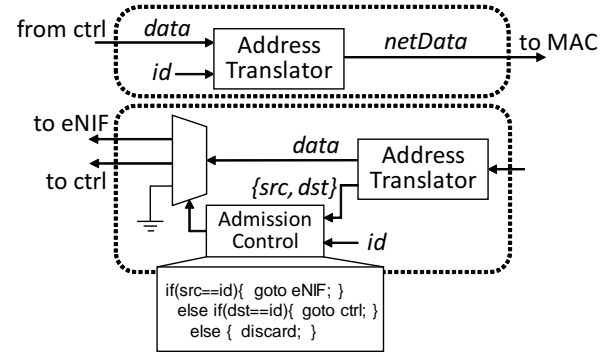 from ctrl
data
id
Address
Translator
netData
to MAC
to eNIF
to ctrl
data
{src, dst}
Address
Translator
Admission
Control
id
if(src==id){ goto eNIF; }
else if(dst==id){ goto ctrl; }
else { discard; }